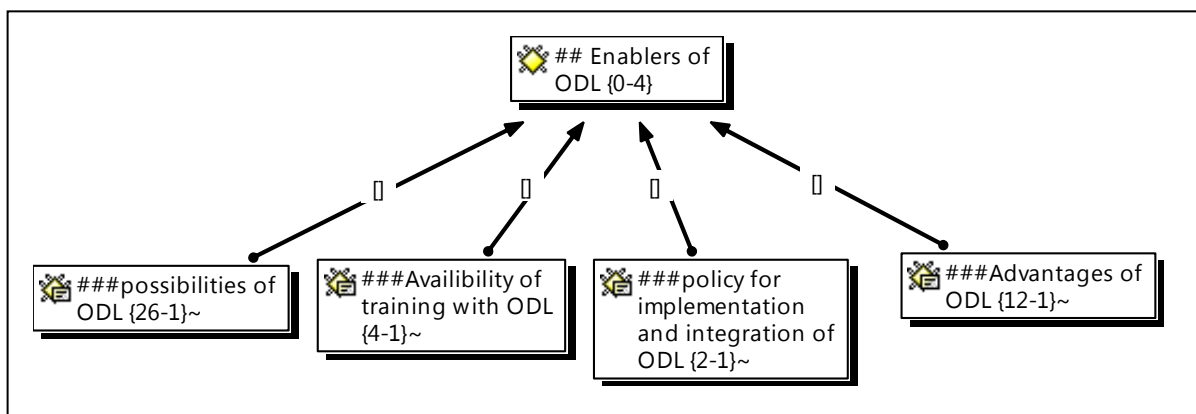 ## Enablers of
ODL {0-4}
[]
[]
[]
[]
###possibilities of
ODL {26-1}~
###Availibility of
training with ODL
{4-1}~
###policy for
implementation
and integration of
ODL {2-1}~
###Advantages of
ODL {12-1}~